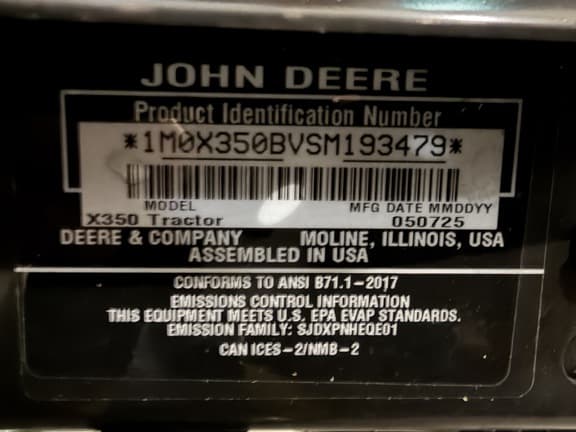 JOHN DEERE
Product Identification Number
*1M0X350BVSM193479*
MODEL MFG DATE MMDDYY
X350 Tractor 050725
DEERE & COMPANY MOLINE, ILLINOIS, USA
ASSEMBLED IN USA
CONFORMS TO ANSI B71.1-2017
EMISSIONS CONTROL INFORMATION
THIS EQUIPMENT MEETS U.S. EPA EVAP STANDARDS.
EMISSION FAMILY: SJDXPNHEQE01
CAN ICES-2/NMB-2